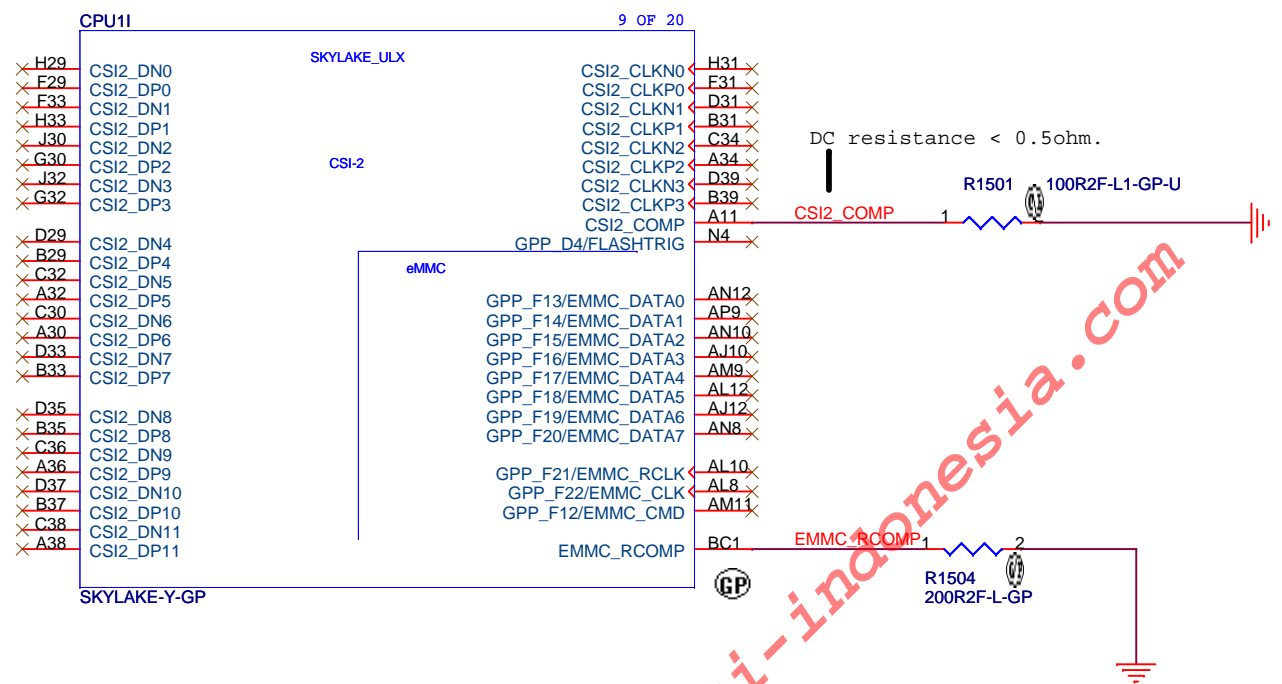 CPU1I
9 OF 20
SKYLAKE_ULX
CSI-2
eMMC
H29 CSI2_DN0
F29 CSI2_DP0
F33 CSI2_DN1
H33 CSI2_DP1
J30 CSI2_DN2
G30 CSI2_DP2
J32 CSI2_DN3
G32 CSI2_DP3
D29 CSI2_DN4
B29 CSI2_DP4
C32 CSI2_DN5
A32 CSI2_DP5
C30 CSI2_DN6
A30 CSI2_DP6
D33 CSI2_DN7
B33 CSI2_DP7
D35 CSI2_DN8
B35 CSI2_DP8
C36 CSI2_DN9
A36 CSI2_DP9
D37 CSI2_DN10
B37 CSI2_DP10
C38 CSI2_DN11
A38 CSI2_DP11
CSI2_CLKN0 H31
CSI2_CLKP0 F31
CSI2_CLKN1 D31
CSI2_CLKP1 B31
CSI2_CLKN2 C34
CSI2_CLKP2 A34
CSI2_CLKN3 D39
CSI2_CLKP3 B39
CSI2_COMP A11
GPP_D4/FLASHTRIG N4
GPP_F13/EMMC_DATA0 AN12
GPP_F14/EMMC_DATA1 AP9
GPP_F15/EMMC_DATA2 AN10
GPP_F16/EMMC_DATA3 AJ10
GPP_F17/EMMC_DATA4 AM9
GPP_F18/EMMC_DATA5 AL12
GPP_F19/EMMC_DATA6 AJ12
GPP_F20/EMMC_DATA7 AN8
GPP_F21/EMMC_RCLK AL10
GPP_F22/EMMC_CLK AL8
GPP_F12/EMMC_CMD AM11
EMMC_RCOMP BC1
SKYLAKE-Y-GP
GP
DC resistance < 0.5ohm.
R1501 100R2F-L1-GP-U
CSI2_COMP 1
EMMC_RCOMP 1 2
R1504
200R2F-L-GP
i-indonesia.com